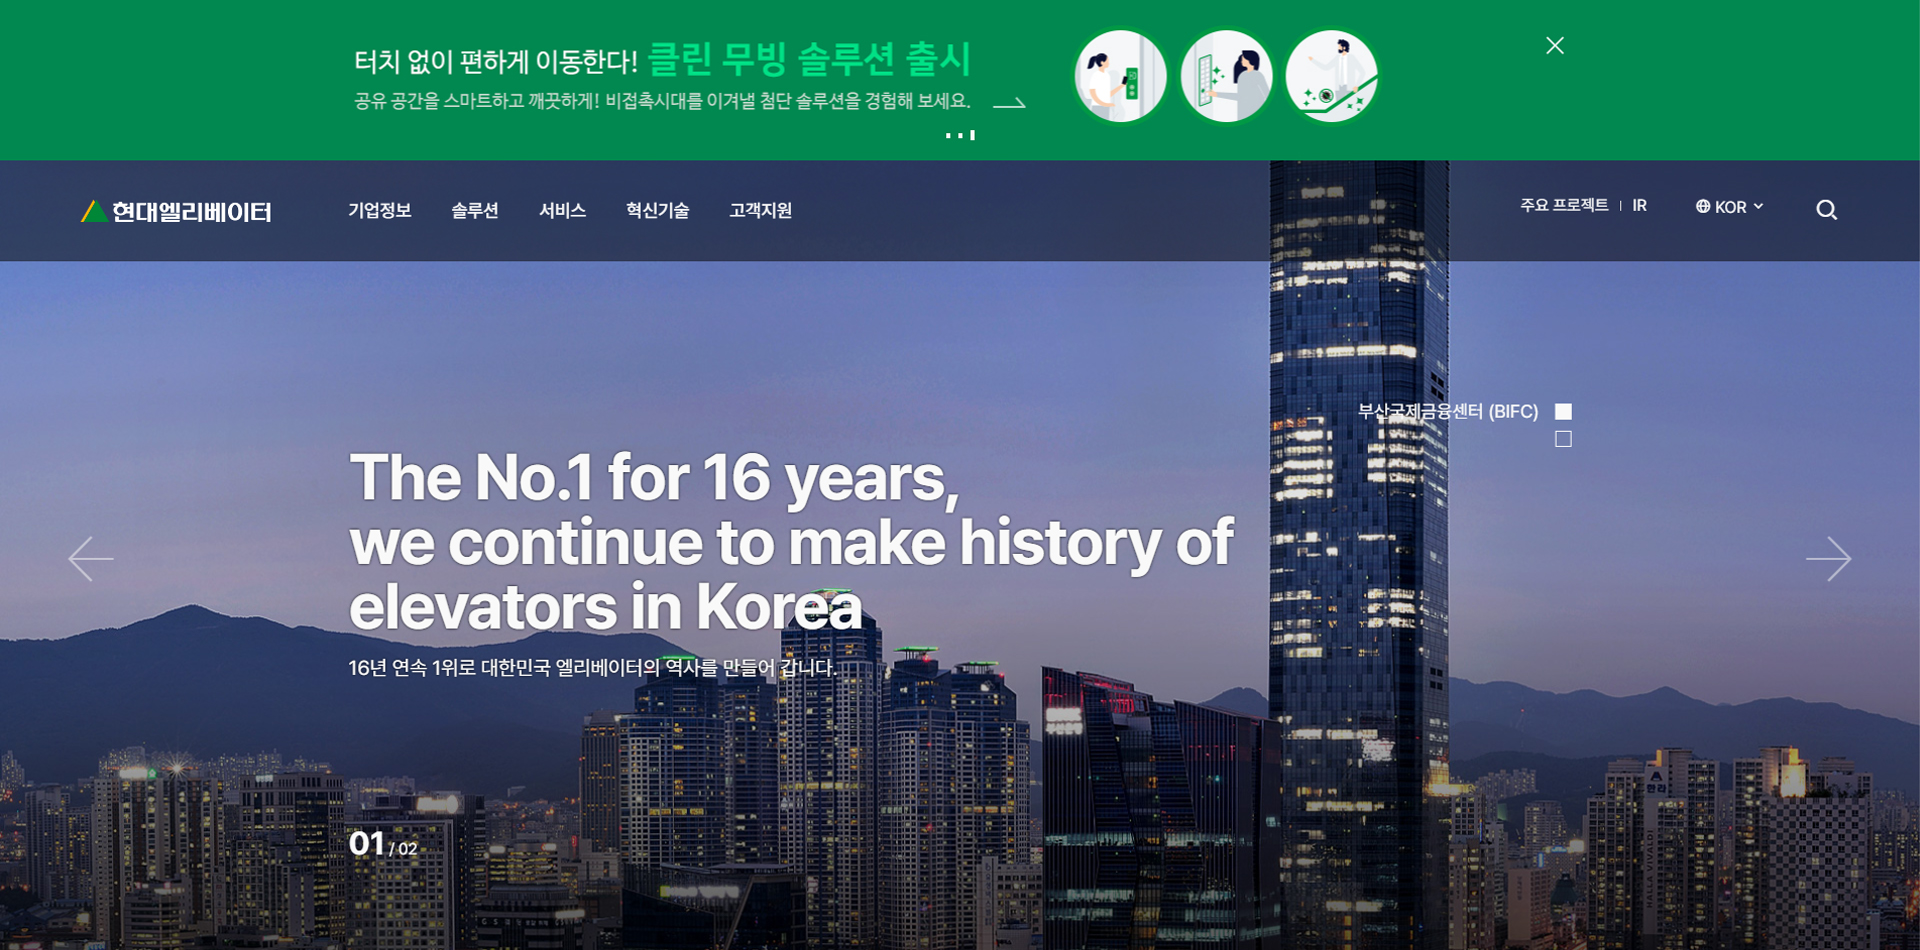 터치 없이 편하게 이동한다! 클린 무빙 솔루션 출시
공유 공간을 스마트하고 깨끗하게! 비접촉시대를 이겨낼 첨단 솔루션을 경험해 보세요.
현대엘리베이터
기업정보 솔루션 서비스 혁신기술 고객지원
주요 프로젝트 | IR
KOR
부산국제금융센터 (BIFC)
The No.1 for 16 years,
we continue to make history of
elevators in Korea
16년 연속 1위로 대한민국 엘리베이터의 역사를 만들어 갑니다.
01 / 02
한라
HALLA VIVALDI